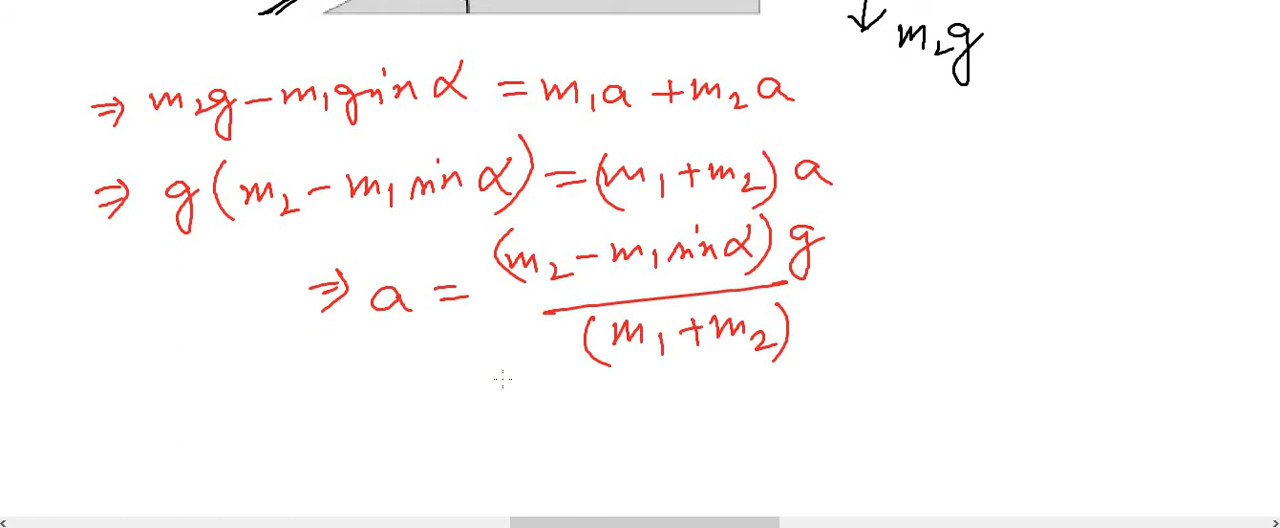 m₂g
⇒ m₂g − m₁g sin α = m₁a + m₂a
⇒ g(m₂ − m₁ sin α) = (m₁ + m₂) a
⇒ a = (m₂ − m₁ sin α) g / (m₁ + m₂)